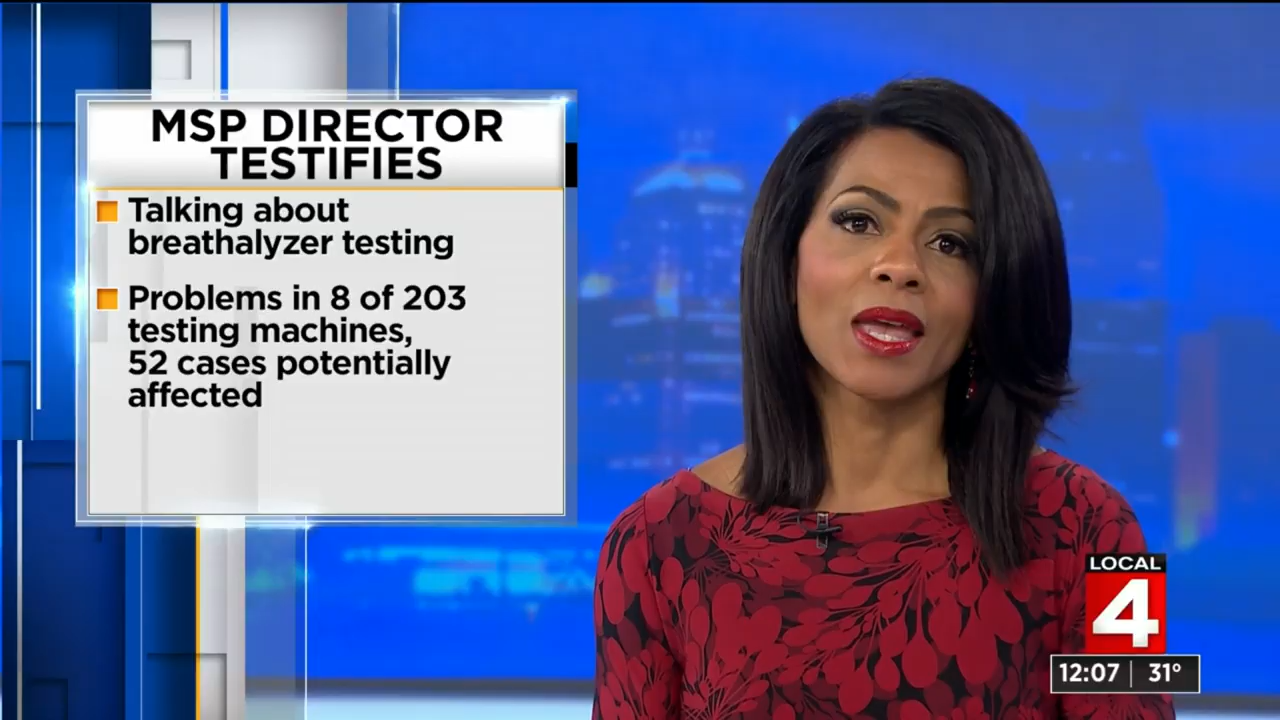 MSP DIRECTOR
TESTIFIES
Talking about
breathalyzer testing
Problems in 8 of 203
testing machines,
52 cases potentially
affected
LOCAL
4
12:07 | 31°